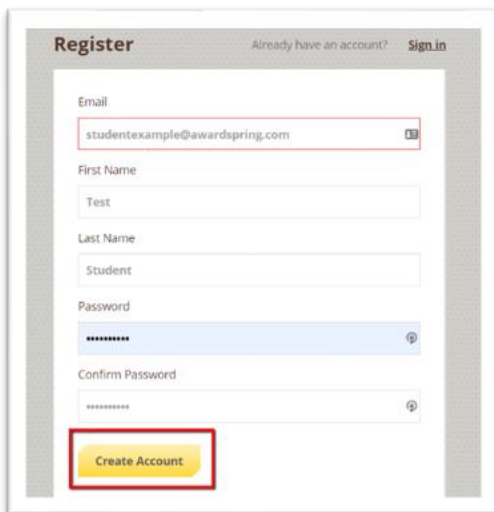 Register Already have an account? Sign in
Email
studentexample@awardspring.com
First Name
Test
Last Name
Student
Password
••••••••••
Confirm Password
••••••••••
Create Account